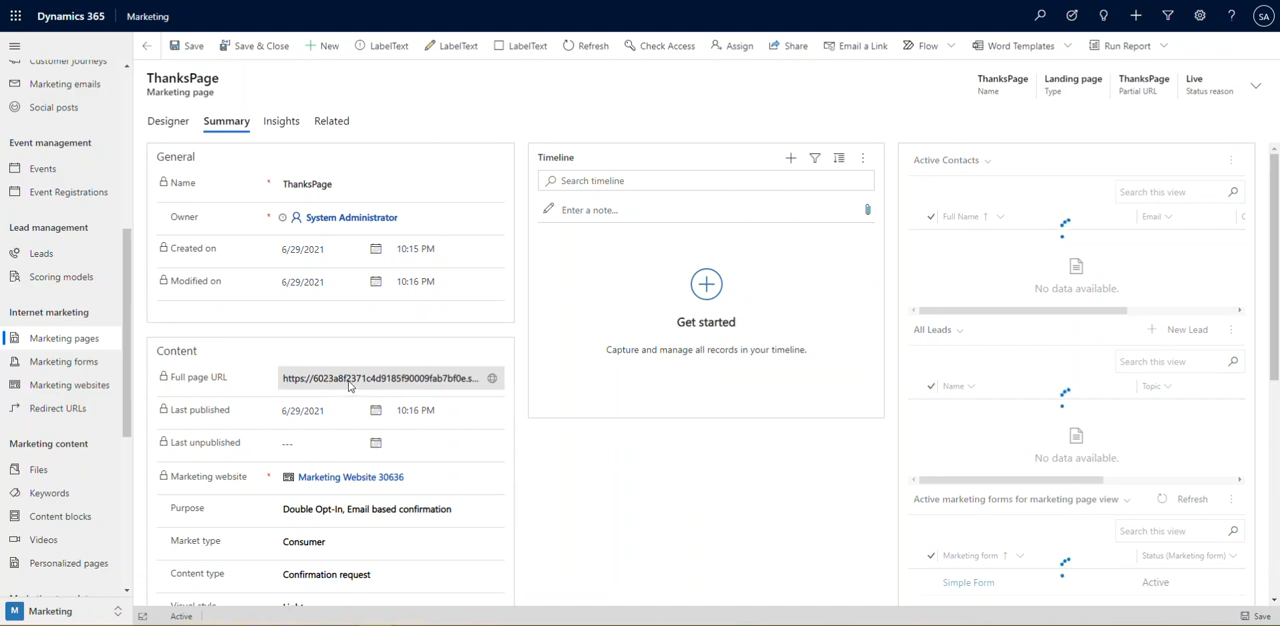 Dynamics 365 Marketing SA
Save Save & Close New LabelText LabelText LabelText Refresh Check Access Assign Share Email a Link Flow Word Templates Run Report
Customer journeys
Marketing emails
Social posts
Event management
Events
Event Registrations
Lead management
Leads
Scoring models
Internet marketing
Marketing pages
Marketing forms
Marketing websites
Redirect URLs
Marketing content
Files
Keywords
Content blocks
Videos
Personalized pages
M Marketing
ThanksPage
Marketing page
ThanksPage Landing page ThanksPage Live
Name Type Partial URL Status reason
Designer Summary Insights Related
General
Name * ThanksPage
Owner * System Administrator
Created on 6/29/2021 10:15 PM
Modified on 6/29/2021 10:16 PM
Content
Full page URL https://6023a8f2371c4d9185f90009fab7bf0e.s...
Last published 6/29/2021 10:16 PM
Last unpublished ---
Marketing website * Marketing Website 30636
Purpose Double Opt-In, Email based confirmation
Market type Consumer
Content type Confirmation request
Visual style Light
Timeline
Search timeline
Enter a note...
Get started
Capture and manage all records in your timeline.
Active Contacts
Search this view
Full Name ↑ Email
No data available.
All Leads New Lead
Search this view
Name Topic
No data available.
Active marketing forms for marketing page view Refresh
Search this view
Marketing form ↑ Status (Marketing form)
Simple Form Active
Active Save